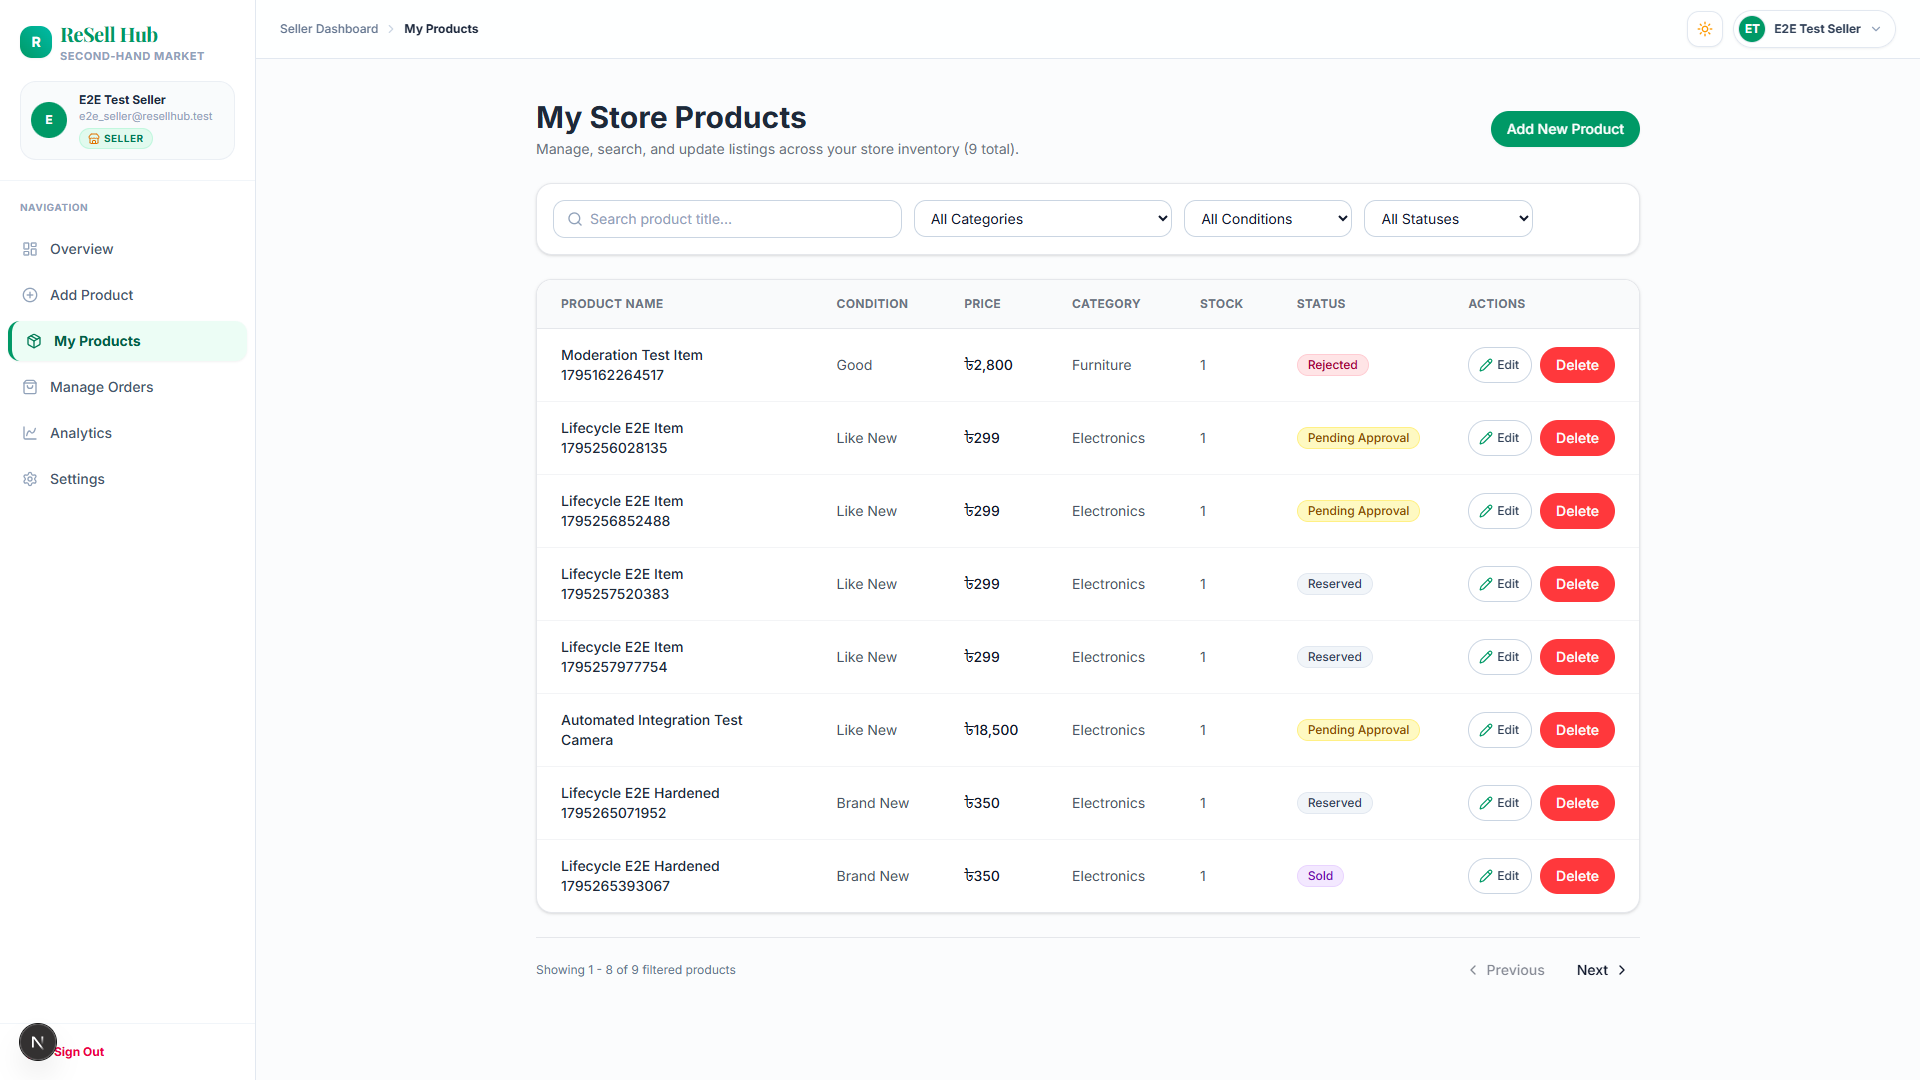 R
ReSell Hub
SECOND-HAND MARKET
E
E2E Test Seller
e2e_seller@resellhub.test
SELLER
NAVIGATION
Overview
Add Product
My Products
Manage Orders
Analytics
Settings
N
Sign Out
Seller Dashboard
My Products
ET
E2E Test Seller
My Store Products
Manage, search, and update listings across your store inventory (9 total).
Add New Product
Search product title...
All Categories
All Conditions
All Statuses
PRODUCT NAME CONDITION PRICE CATEGORY STOCK STATUS ACTIONS
Moderation Test Item
1795162264517
Good ৳2,800 Furniture 1 Rejected Edit Delete
Lifecycle E2E Item
1795256028135
Like New ৳299 Electronics 1 Pending Approval Edit Delete
Lifecycle E2E Item
1795256852488
Like New ৳299 Electronics 1 Pending Approval Edit Delete
Lifecycle E2E Item
1795257520383
Like New ৳299 Electronics 1 Reserved Edit Delete
Lifecycle E2E Item
1795257977754
Like New ৳299 Electronics 1 Reserved Edit Delete
Automated Integration Test
Camera
Like New ৳18,500 Electronics 1 Pending Approval Edit Delete
Lifecycle E2E Hardened
1795265071952
Brand New ৳350 Electronics 1 Reserved Edit Delete
Lifecycle E2E Hardened
1795265393067
Brand New ৳350 Electronics 1 Sold Edit Delete
Showing 1 - 8 of 9 filtered products
Previous
Next